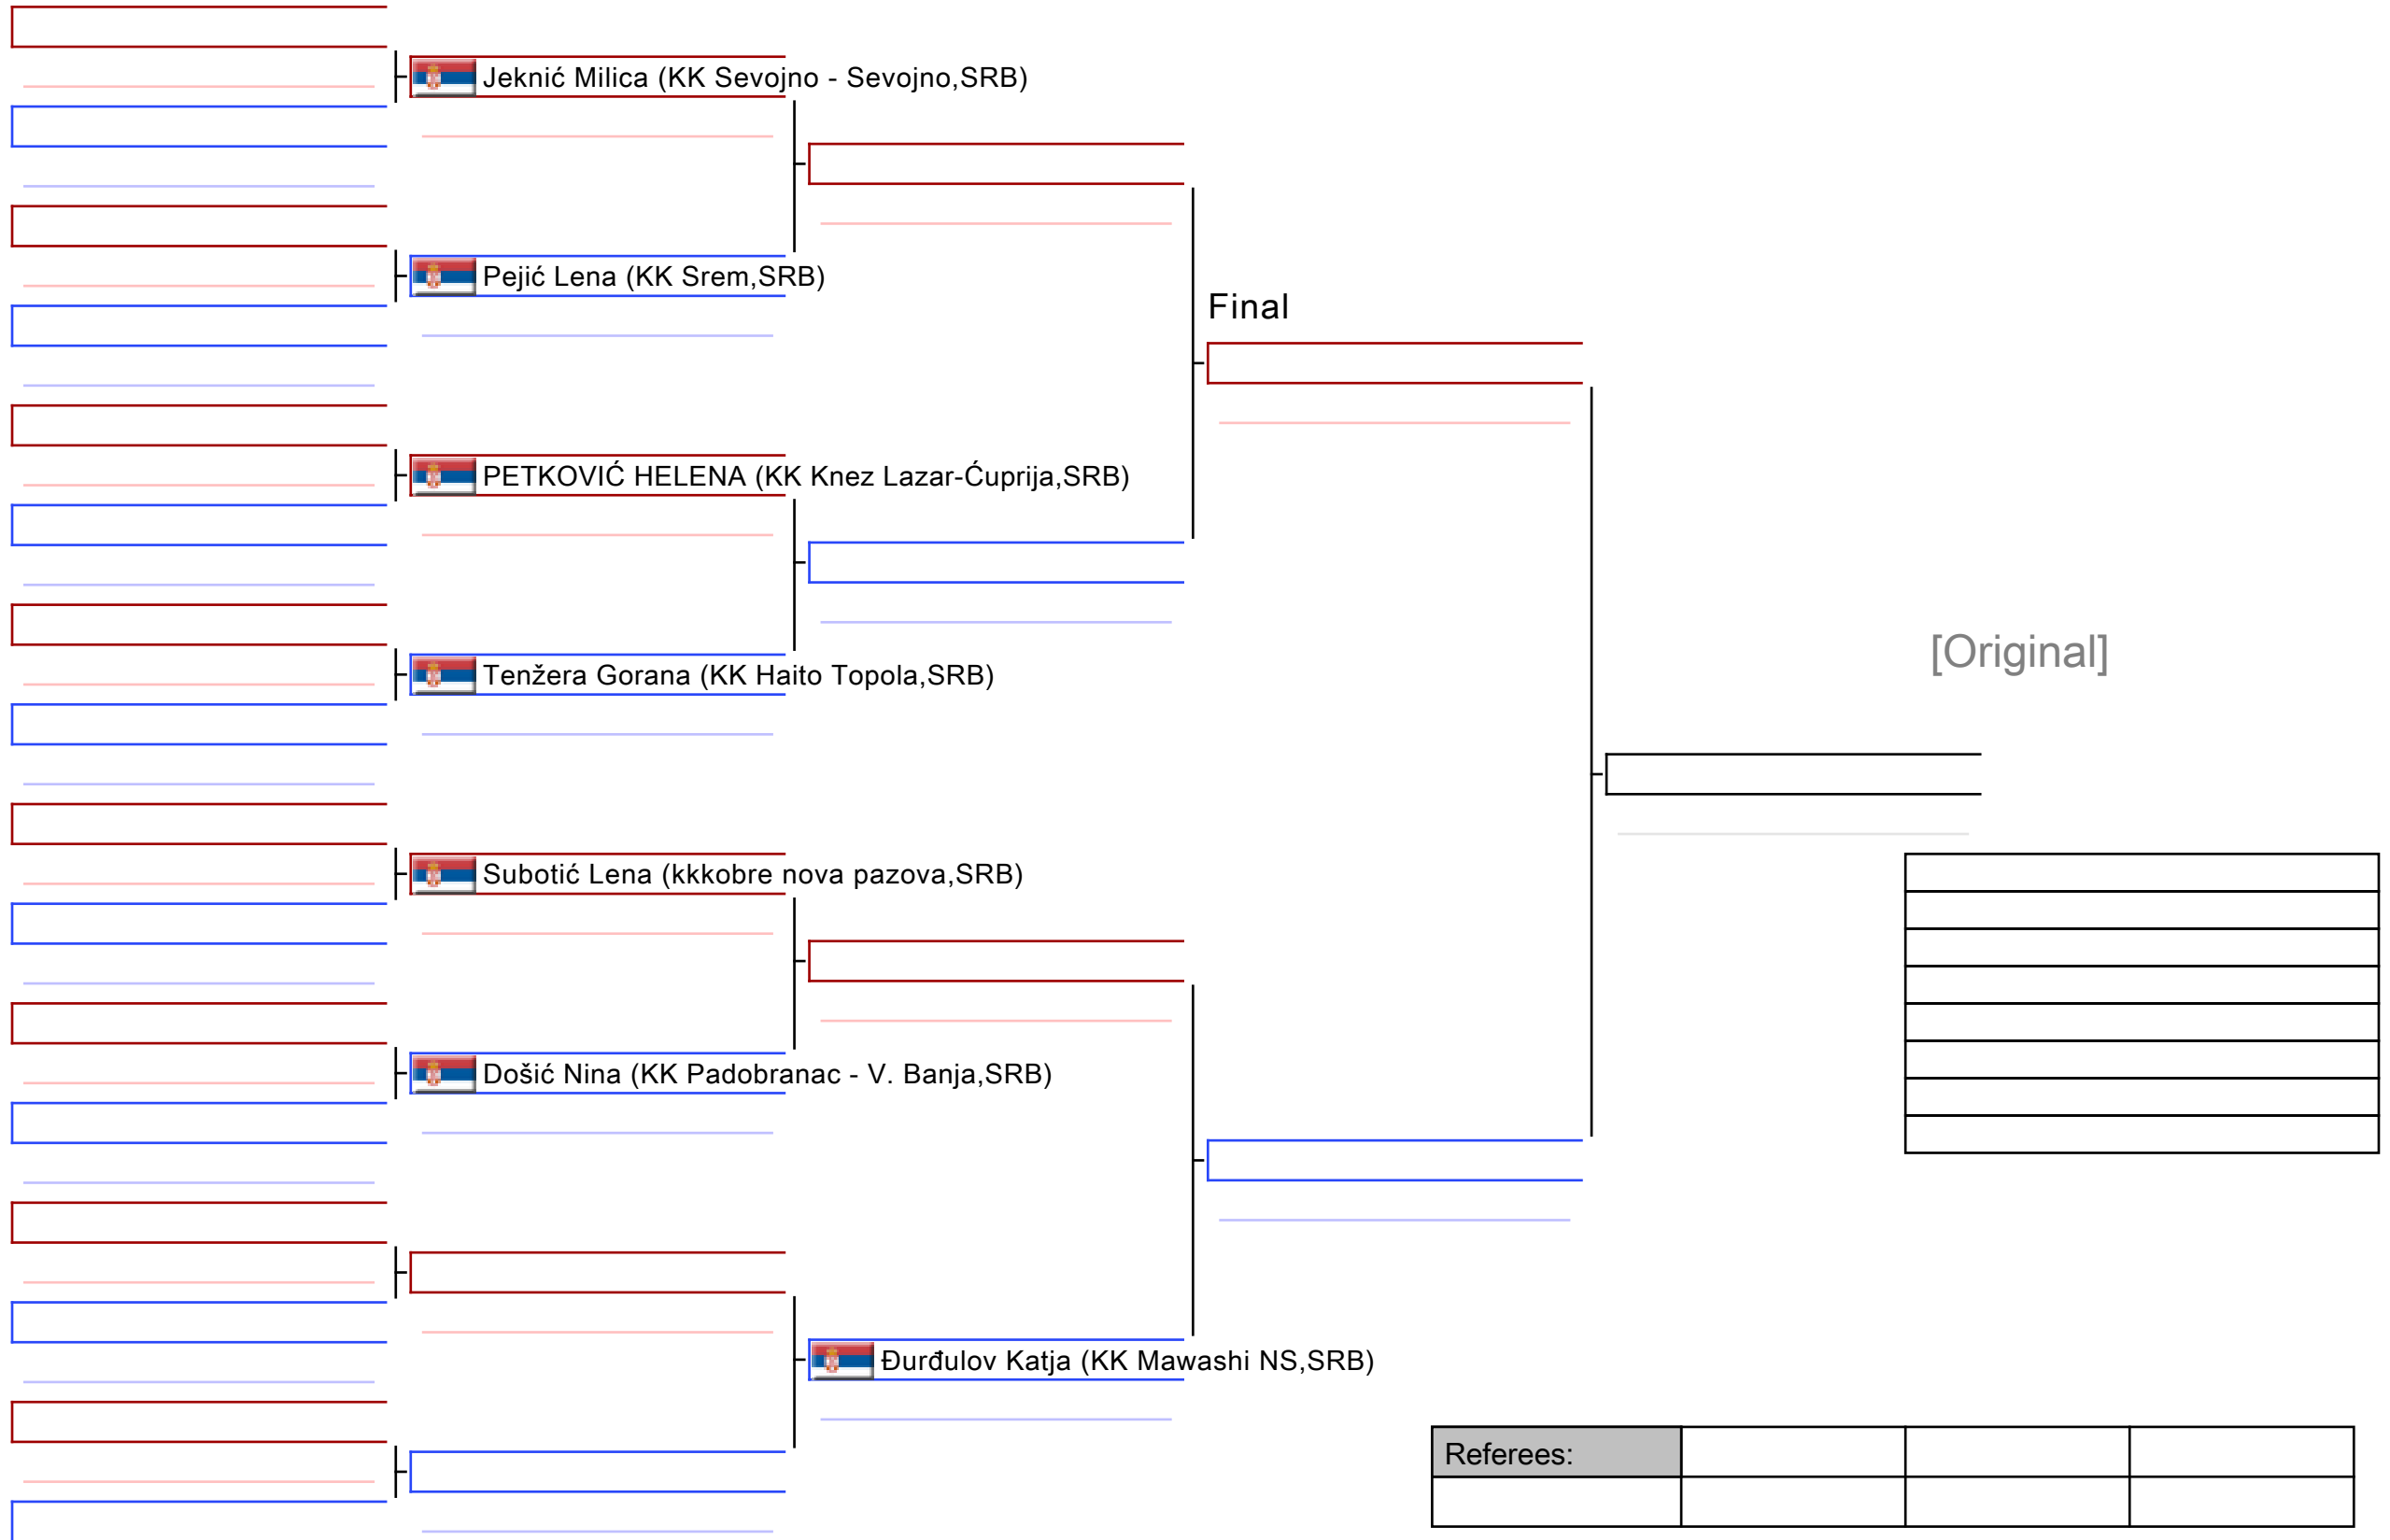 Jeknić Milica (KK Sevojno - Sevojno,SRB)
Pejić Lena (KK Srem,SRB)
Final
PETKOVIĆ HELENA (KK Knez Lazar-Ćuprija,SRB)
[Original]
Tenžera Gorana (KK Haito Topola,SRB)
Subotić Lena (kkkobre nova pazova,SRB)
Došić Nina (KK Padobranac - V. Banja,SRB)
Đurđulov Katja (KK Mawashi NS,SRB)
Referees: